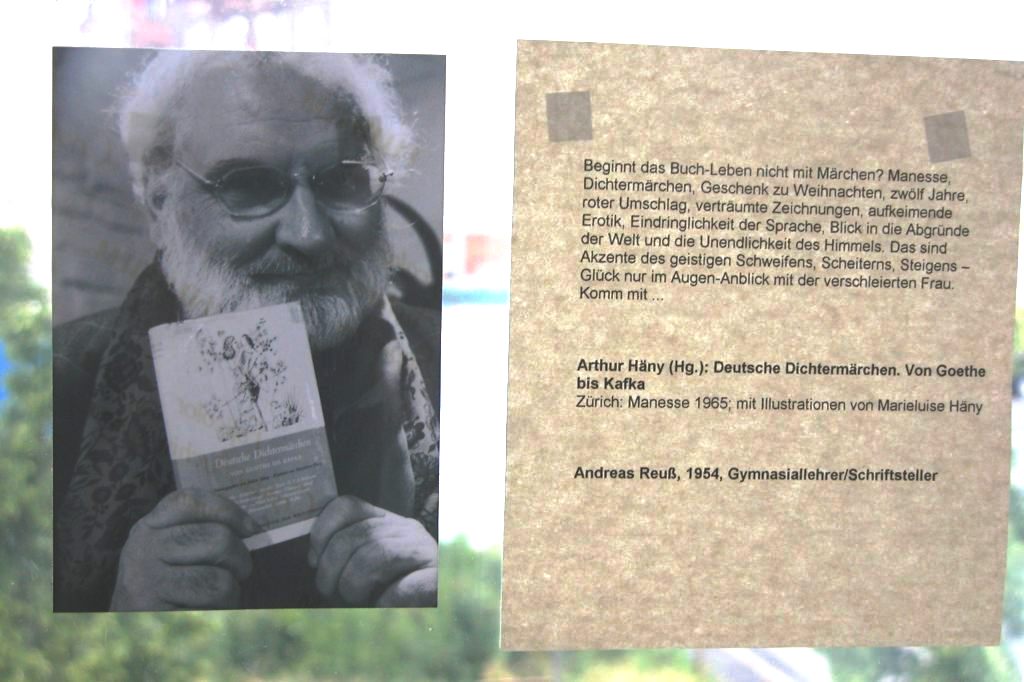 Deutsche Dichtermärchen
VON GOETHE BIS KAFKA
Beginnt das Buch-Leben nicht mit Märchen? Manesse,
Dichtermärchen, Geschenk zu Weihnachten, zwölf Jahre,
roter Umschlag, verträumte Zeichnungen, aufkeimende
Erotik, Eindringlichkeit der Sprache, Blick in die Abgründe
der Welt und die Unendlichkeit des Himmels. Das sind
Akzente des geistigen Schweifens, Scheiterns, Steigens –
Glück nur im Augen-Anblick mit der verschleierten Frau.
Komm mit ...
Arthur Häny (Hg.): Deutsche Dichtermärchen. Von Goethe
bis Kafka
Zürich: Manesse 1965; mit Illustrationen von Marieluise Häny
Andreas Reuß, 1954, Gymnasiallehrer/Schriftsteller